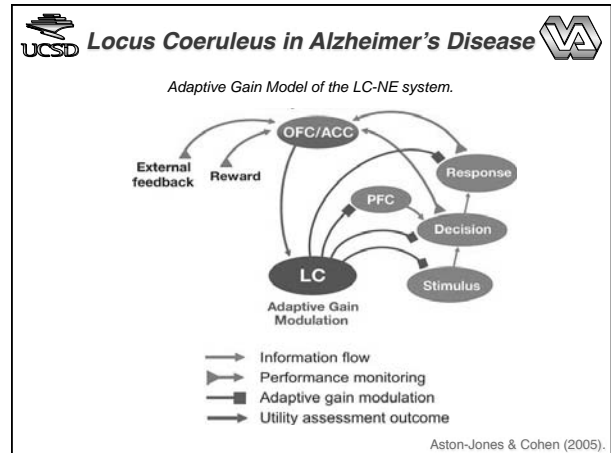 UCSD
Locus Coeruleus in Alzheimer's Disease
VA
Adaptive Gain Model of the LC-NE system.
OFC/ACC
External
feedback
Reward
Response
PFC
Decision
LC
Stimulus
Adaptive Gain
Modulation
Information flow
Performance monitoring
Adaptive gain modulation
Utility assessment outcome
Aston-Jones & Cohen (2005).